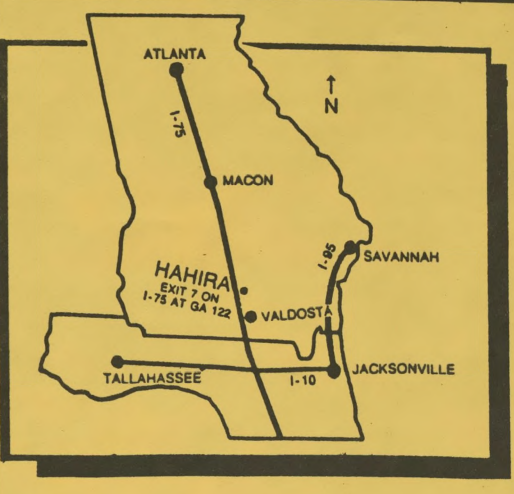 ATLANTA
↑
N
I-75
MACON
I-95
SAVANNAH
HAHIRA
EXIT 7 ON
I-75 AT GA 122
VALDOSTA
TALLAHASSEE
I-10
JACKSONVILLE